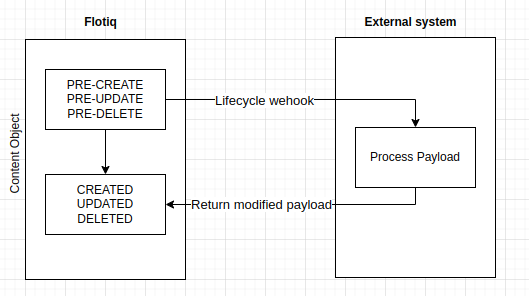 Flotiq
External system
Content Object
PRE-CREATE
PRE-UPDATE
PRE-DELETE
Lifecycle wehook
Process Payload
CREATED
UPDATED
DELETED
Return modified payload